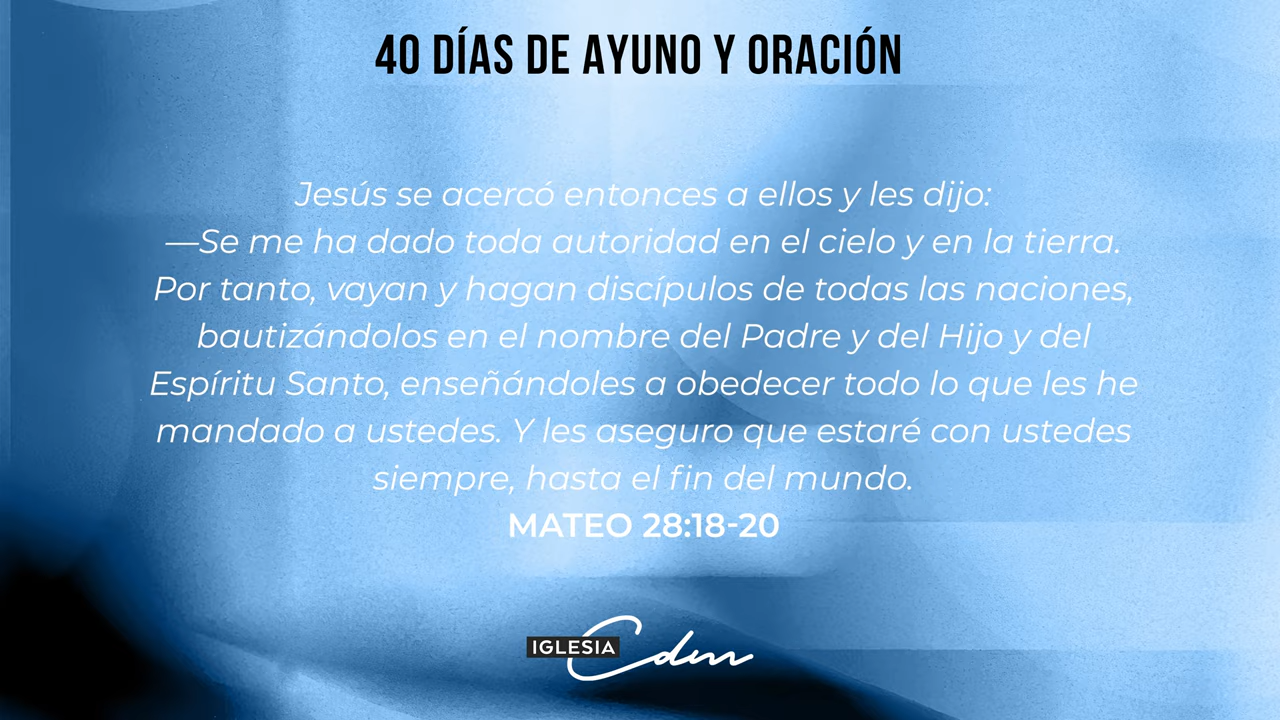 40 DÍAS DE AYUNO Y ORACIÓN
Jesús se acercó entonces a ellos y les dijo:
—Se me ha dado toda autoridad en el cielo y en la tierra.
Por tanto, vayan y hagan discípulos de todas las naciones,
bautizándolos en el nombre del Padre y del Hijo y del
Espíritu Santo, enseñándoles a obedecer todo lo que les he
mandado a ustedes. Y les aseguro que estaré con ustedes
siempre, hasta el fin del mundo.
MATEO 28:18-20
IGLESIA Cdm